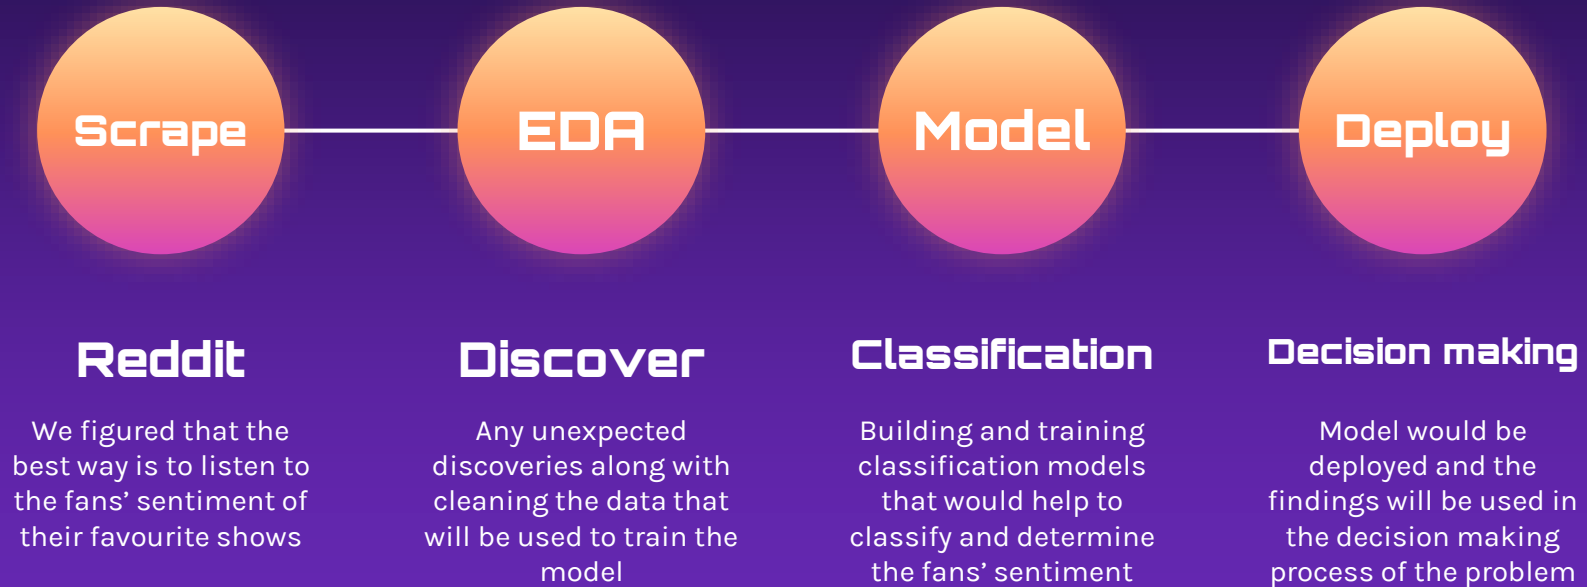 Scrape
EDA
Model
Deploy
Reddit
We figured that the
best way is to listen to
the fans’ sentiment of
their favourite shows
Discover
Any unexpected
discoveries along with
cleaning the data that
will be used to train the
model
Classification
Building and training
classification models
that would help to
classify and determine
the fans’ sentiment
Decision making
Model would be
deployed and the
findings will be used in
the decision making
process of the problem